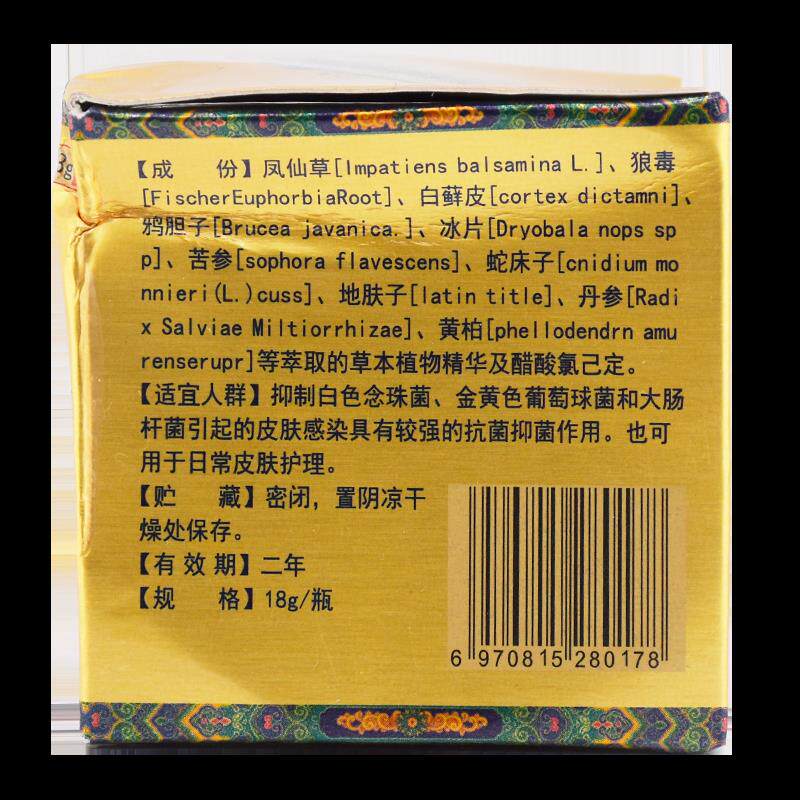 【成　　份】凤仙草[Impatiens balsamina L.]、狼毒
[FischerEuphorbiaRoot]、白藓皮[cortex dictamni]、
鸦胆子[Brucea javanica.]、冰片[Dryobala nops sp
p]、苦参[sophora flavescens]、蛇床子[cnidium mo
nnieri(L.)cuss]、地肤子[latin title]、丹参[Radi
x Salviae Miltiorrhizae]、黄柏[phellodendrn amu
renserupr]等萃取的草本植物精华及醋酸氯己定。
【适宜人群】抑制白色念珠菌、金黄色葡萄球菌和大肠
杆菌引起的皮肤感染具有较强的抗菌抑菌作用。也可
用于日常皮肤护理。
【贮　　藏】密闭，置阴凉干
燥处保存。
【有 效 期】二年
【规　　格】18g/瓶
6 970815 280178